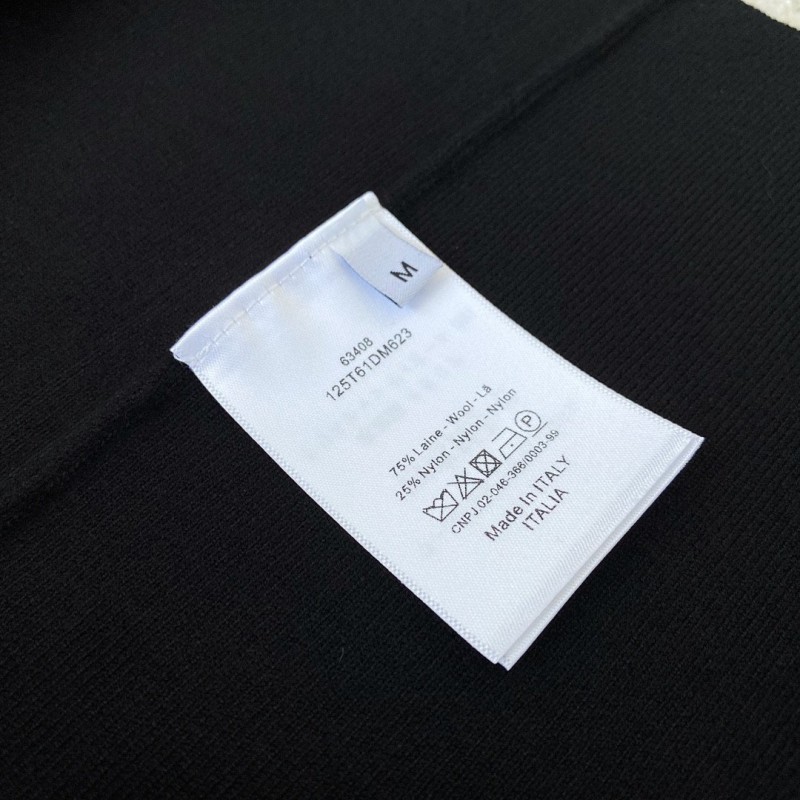 M
63408
125T61DM623
75% Laine - Wool - Lã
25% Nylon - Nylon - Nylon
P
CNPJ.02-046-366/0003-99
Made In ITALY
ITALIA